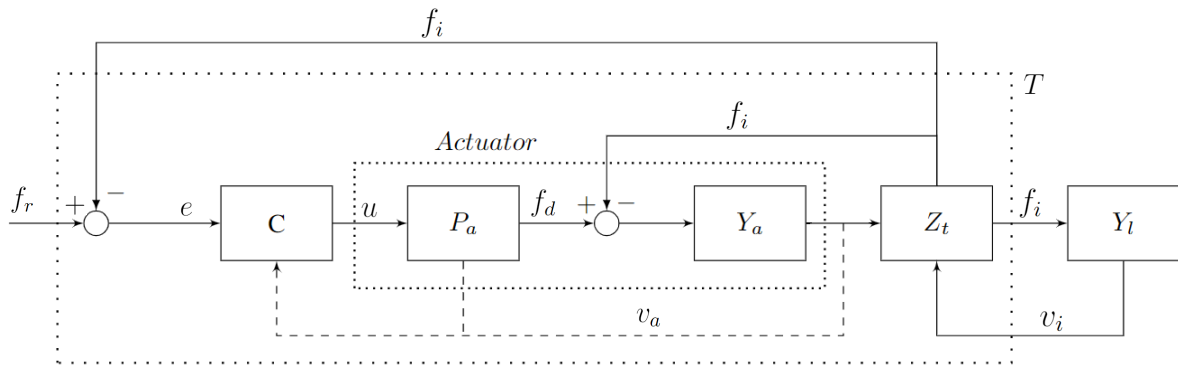 f_i
T
f_i
Actuator
f_r + − e C u P_a f_d + − Y_a Z_t f_i Y_l
v_a v_i